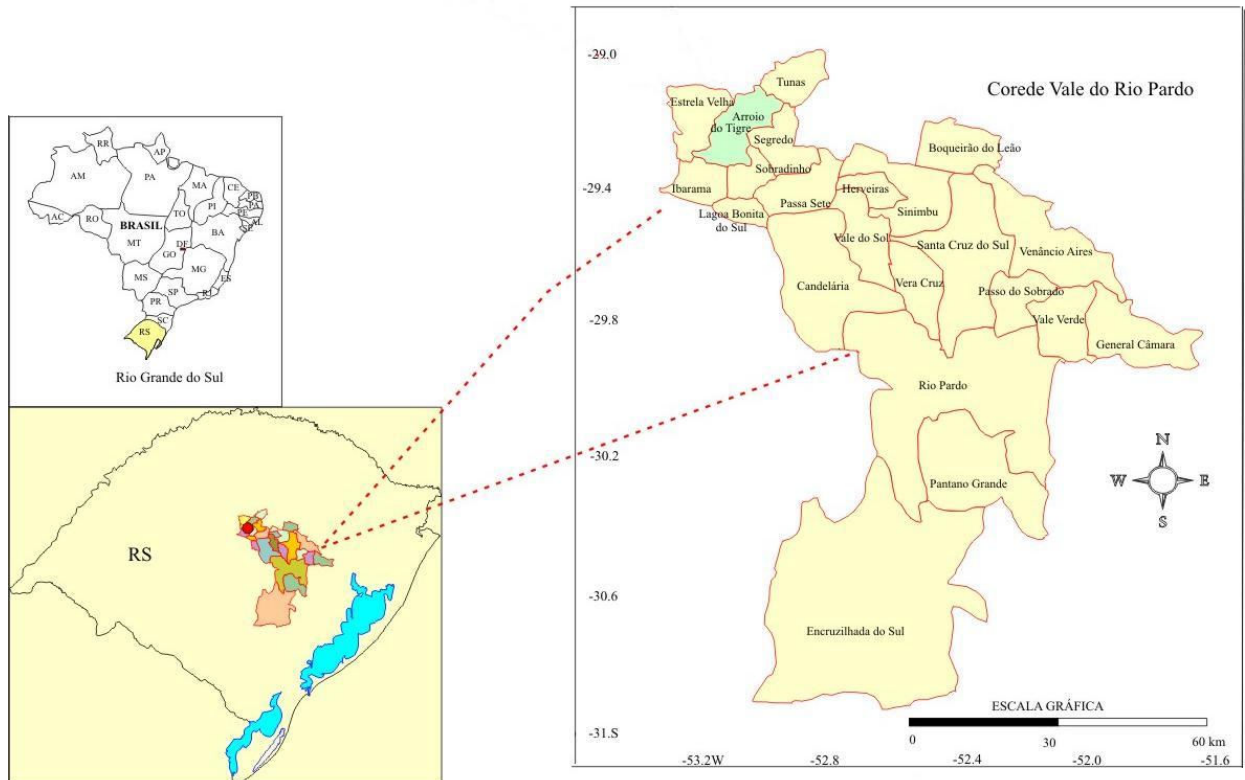 RR
AP
AM
PA
MA
CE
PB
PA
PI
PE
AL
SE
AC
RO
TO
BRASIL
BA
MT
DF
GO
MG
MS
ES
SP
RJ
PR
SC
RS
Rio Grande do Sul
RS
Corede Vale do Rio Pardo
-29.0
-29.4
-29.8
-30.2
-30.6
-31.S
Tunas
Estrela Velha
Arroio
do Tigre
Segredo
Boqueirão do Leão
Sobradinho
Ibarama
Herveiras
Passa Sete
Sinimbu
Lagoa Bonita
do Sul
Vale do Sol
Santa Cruz do Sul
Venâncio Aires
Candelária
Vera Cruz
Passo do Sobrado
Vale Verde
General Câmara
Rio Pardo
Pantano Grande
Encruzilhada do Sul
N
W
E
S
ESCALA GRÁFICA
0
30
60 km
-53.2W
-52.8
-52.4
-52.0
-51.6